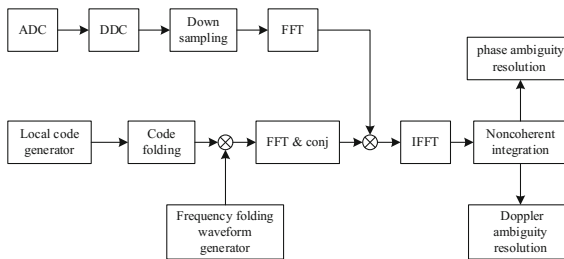 ADC
DDC
Down
sampling
FFT
phase ambiguity
resolution
Local code
generator
Code
folding
FFT & conj
IFFT
Noncoherent
integration
Frequency folding
waveform
generator
Doppler
ambiguity
resolution